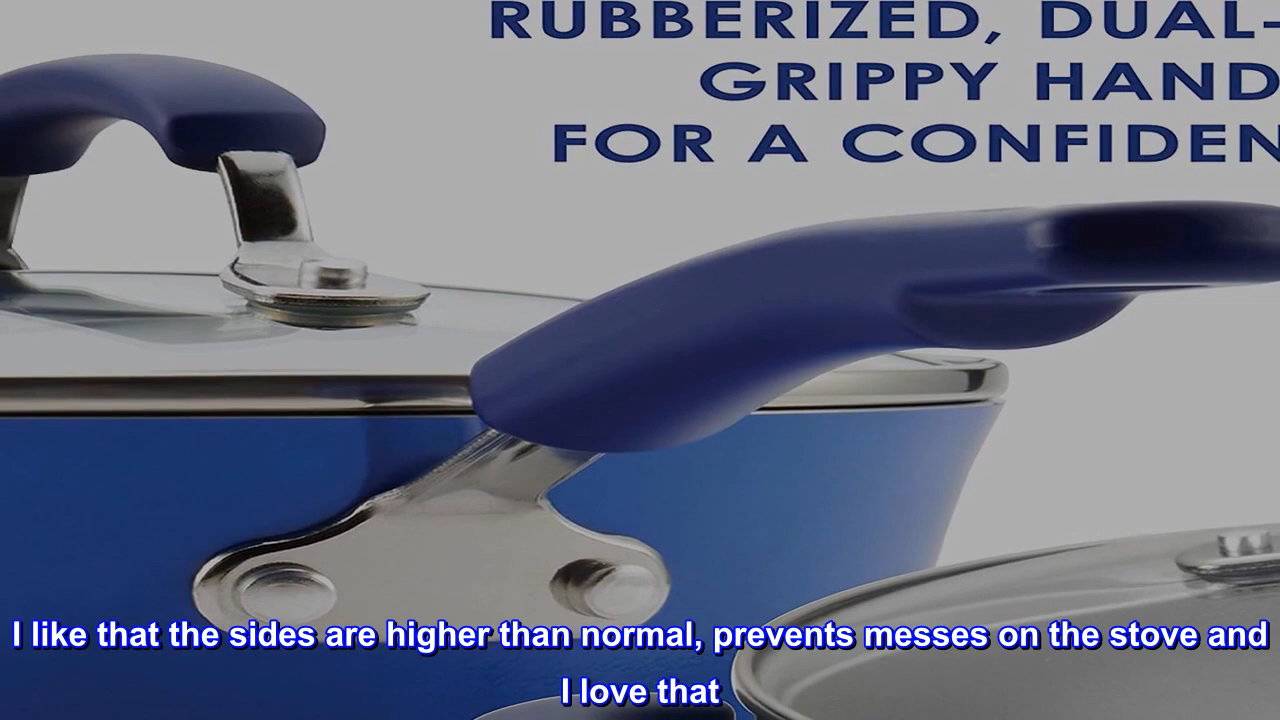 RUBBERIZED, DUAL-
GRIPPY HAND
FOR A CONFIDEN
I like that the sides are higher than normal, prevents messes on the stove and
I love that